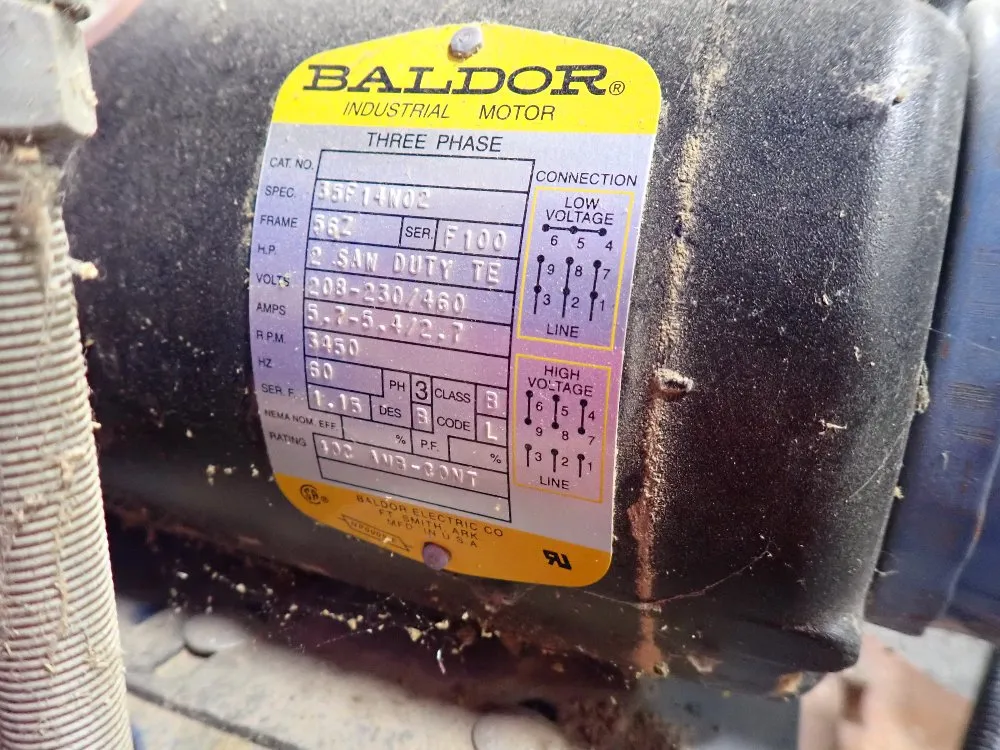 BALDOR®
INDUSTRIAL MOTOR
THREE PHASE
CAT. NO.
SPEC. 35F14N02
FRAME 56Z SER. F100
H.P. 2 SAW DUTY TE
VOLTS 208-230/460
AMPS 5.7-5.4/2.7
R.P.M. 3450
HZ 60 PH 3 CLASS B
SER. F. 1.15 DES B CODE L
NEMA NOM. EFF. % P.F. %
RATING 40C AMB-CONT
CONNECTION
LOW
VOLTAGE
6 5 4
9 8 7
3 2 1
LINE
HIGH
VOLTAGE
6 5 4
9 8 7
3 2 1
LINE
BALDOR ELECTRIC CO
FT. SMITH, ARK
MFD. IN U.S.A.